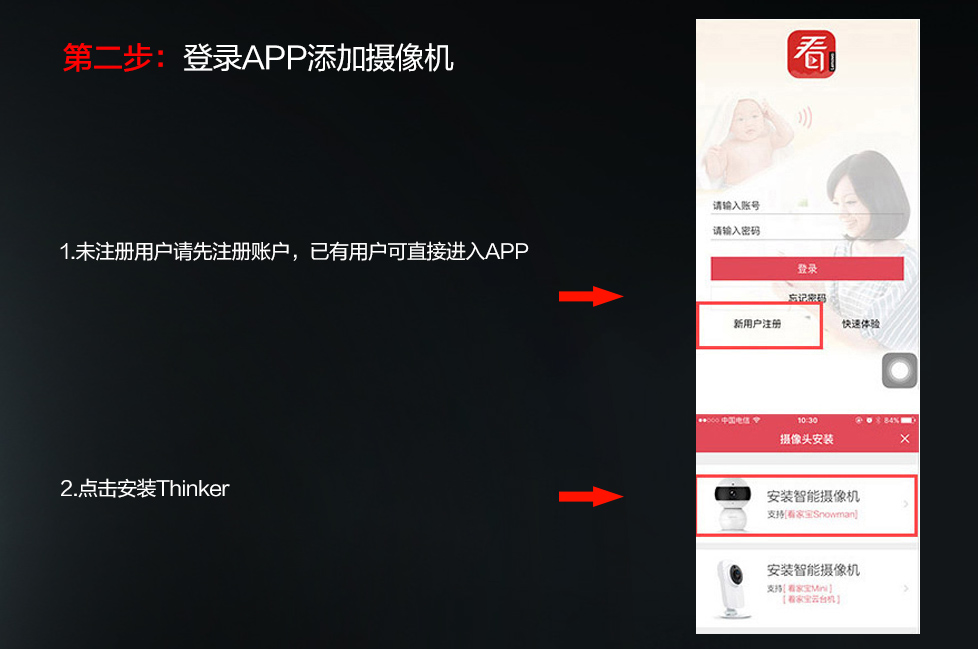 第二步：登录APP添加摄像机
看
Lenovo
请输入账号
请输入密码
1.未注册用户请先注册账户，已有用户可直接进入APP
登录
忘记密码
新用户注册
快速体验
中国电信
10:30
84%
摄像头安装
2.点击安装Thinker
安装智能摄像机
支持[看家宝Snowman]
安装智能摄像机
支持[ 看家宝Mini ]
[ 看家宝云台机 ]